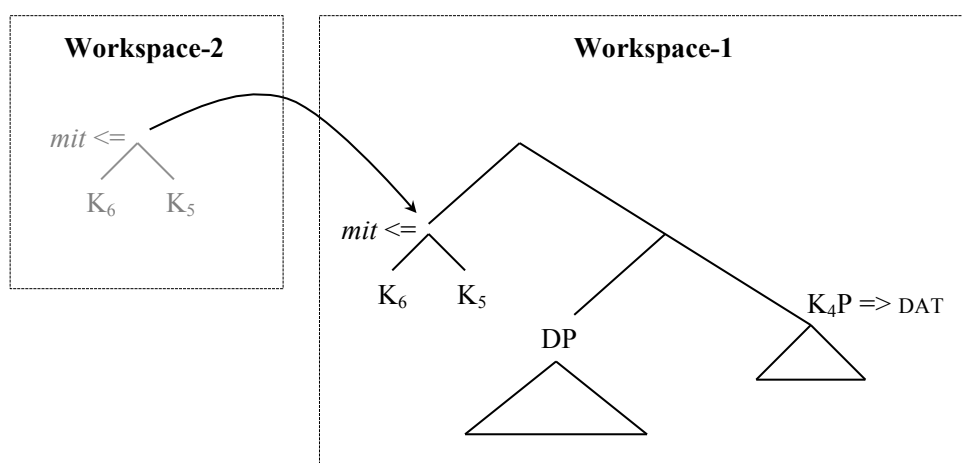 Workspace-2
Workspace-1
mit <=
K₆ K₅
mit <=
K₆ K₅
K₄P => DAT
DP